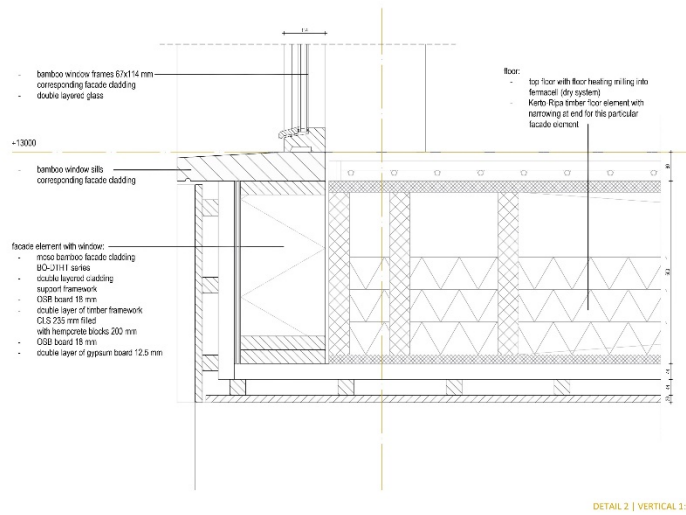 114
- bamboo window frames 67x114 mm
corresponding facade cladding
- double layered glass
floor:
- top floor with floor heating milling into
fermacell (dry system)
- Kerto-Ripa timber floor element with
narrowing at end for this particular
facade element
+13000
- bamboo window sills
corresponding facade cladding
facade element with window:
- moso bamboo facade cladding
BO-DTHT series
- double layered cladding
support framework
- OSB board 18 mm
- double layer of timber framework
CLS 235 mm filled
with hempcrete blocks 200 mm
- OSB board 18 mm
- double layer of gypsum board 12.5 mm
DETAIL 2 | VERTICAL 1: